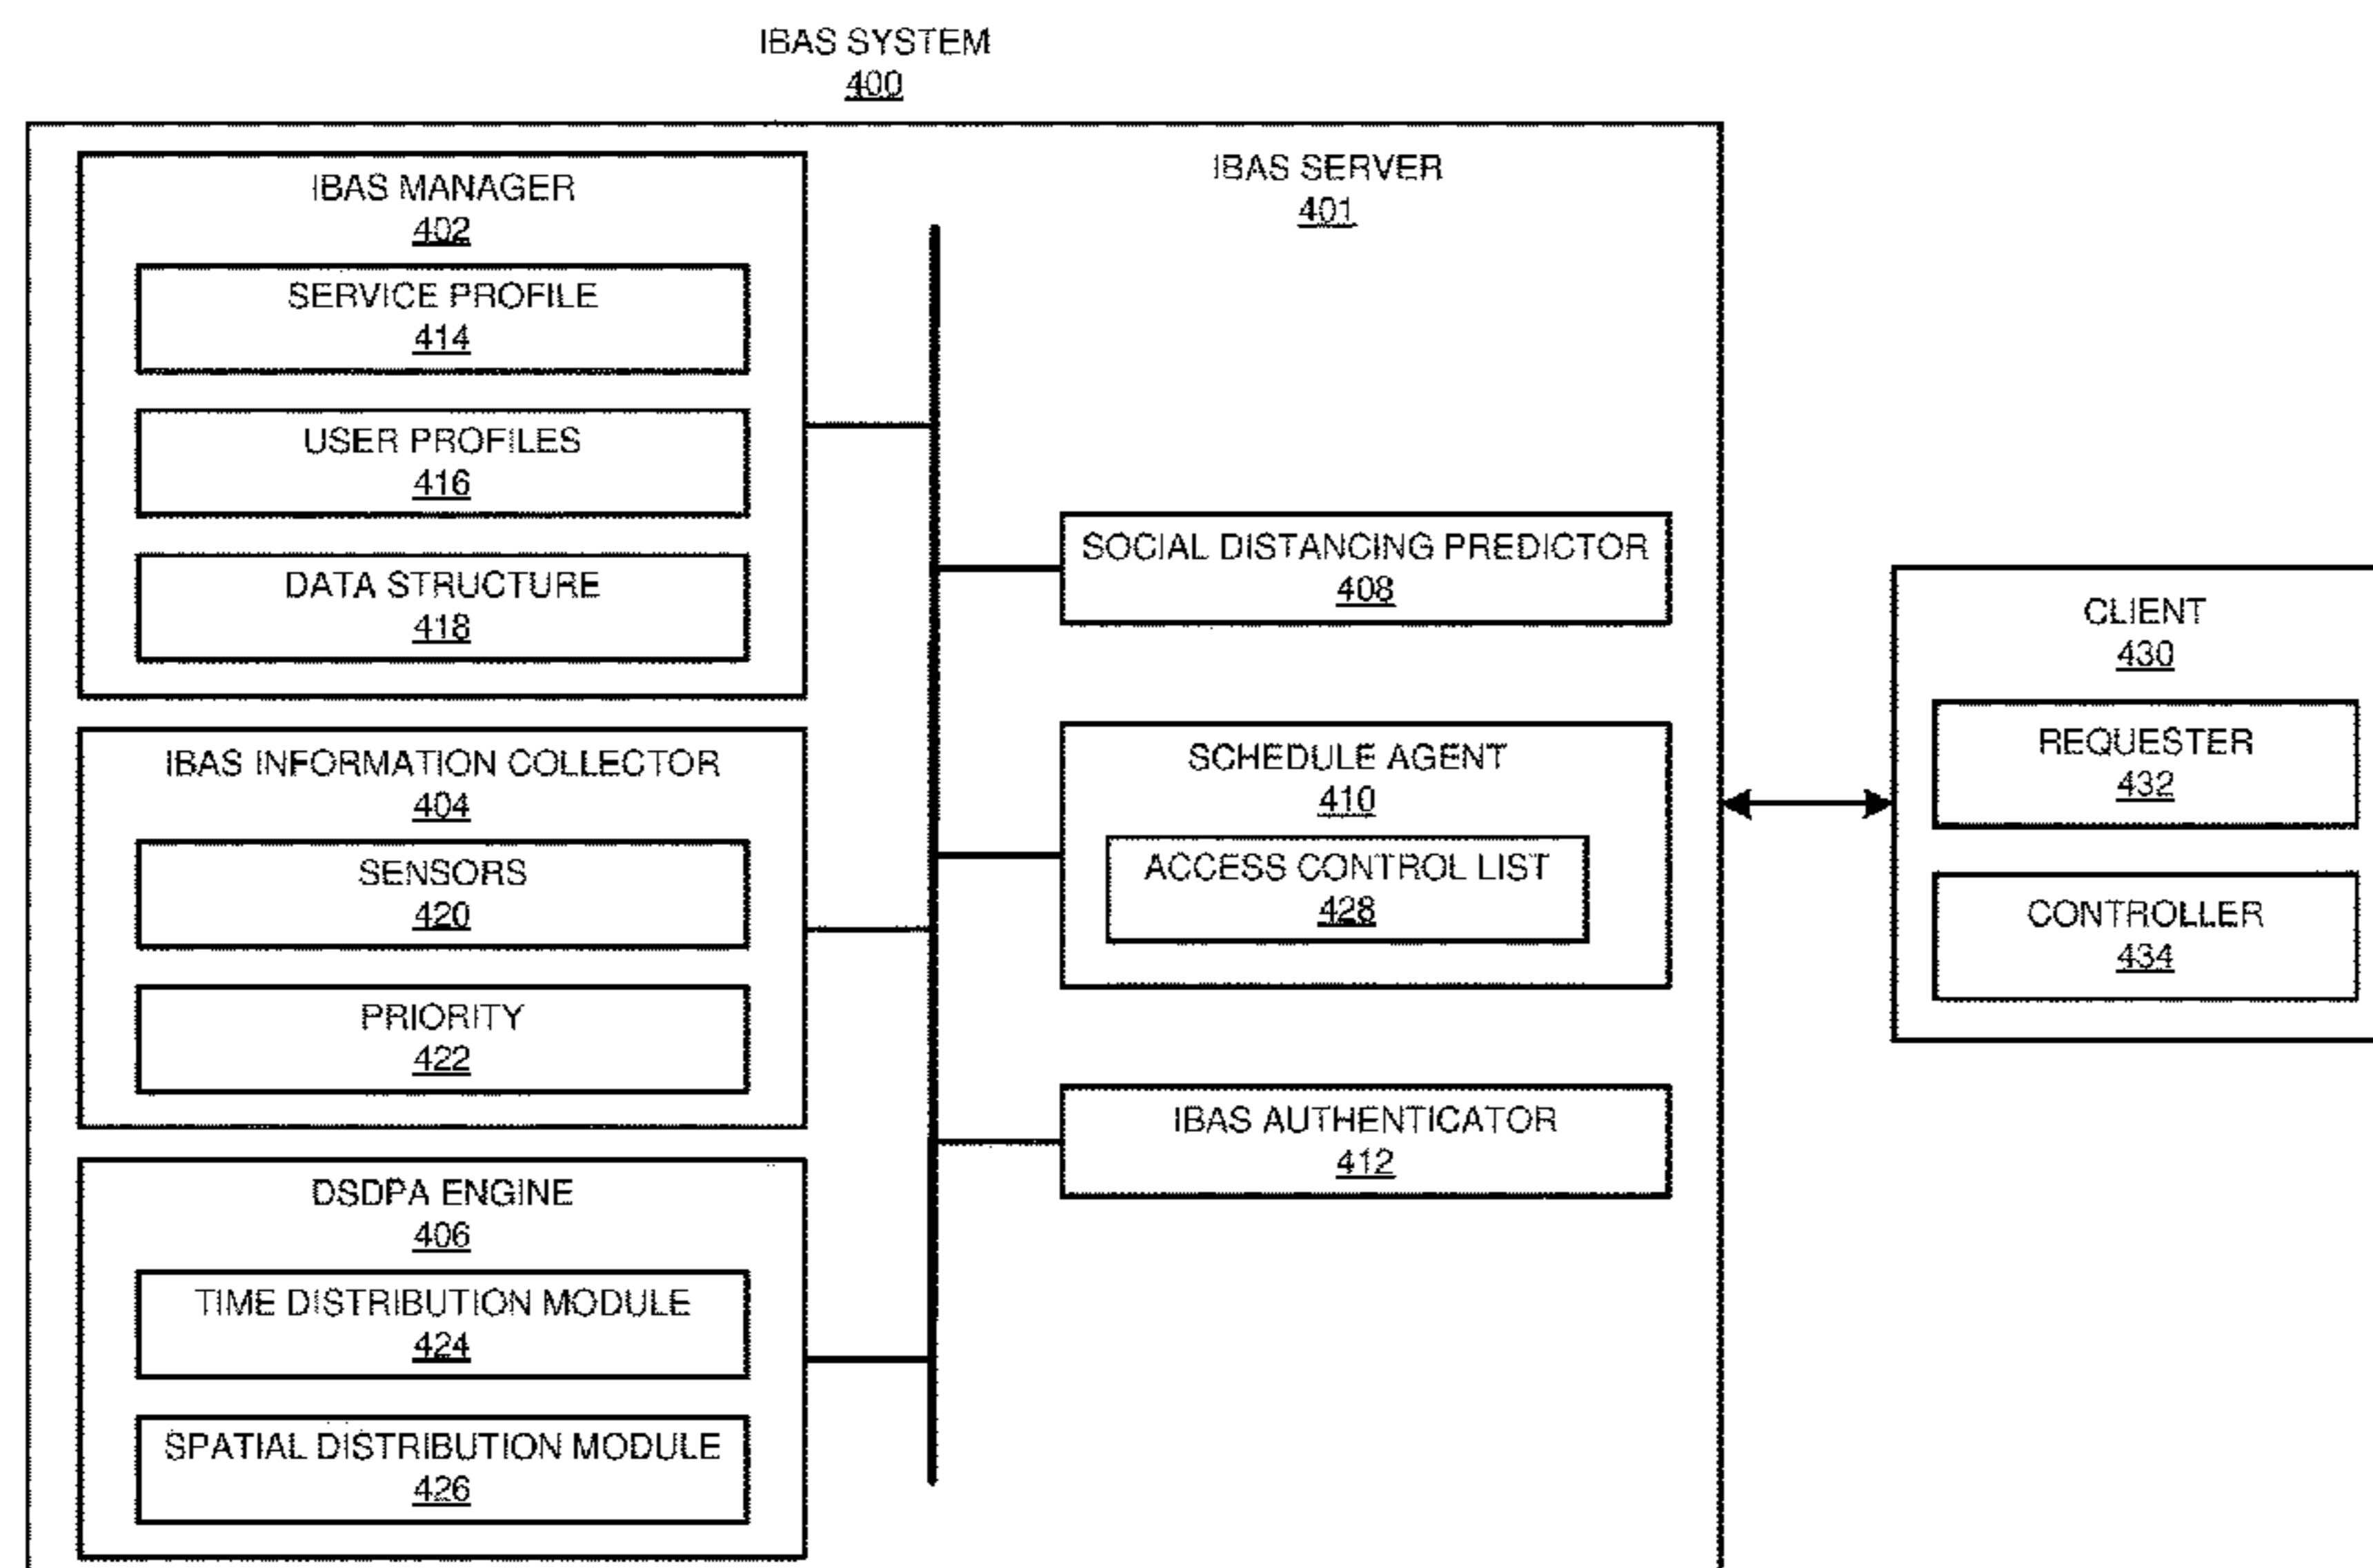 IBAS SYSTEM
400
IBAS SERVER
401
IBAS MANAGER
402
SERVICE PROFILE
414
USER PROFILES
416
DATA STRUCTURE
418
IBAS INFORMATION COLLECTOR
404
SENSORS
420
PRIORITY
422
DSDPA ENGINE
406
TIME DISTRIBUTION MODULE
424
SPATIAL DISTRIBUTION MODULE
426
SOCIAL DISTANCING PREDICTOR
408
SCHEDULE AGENT
410
ACCESS CONTROL LIST
428
IBAS AUTHENTICATOR
412
CLIENT
430
REQUESTER
432
CONTROLLER
434